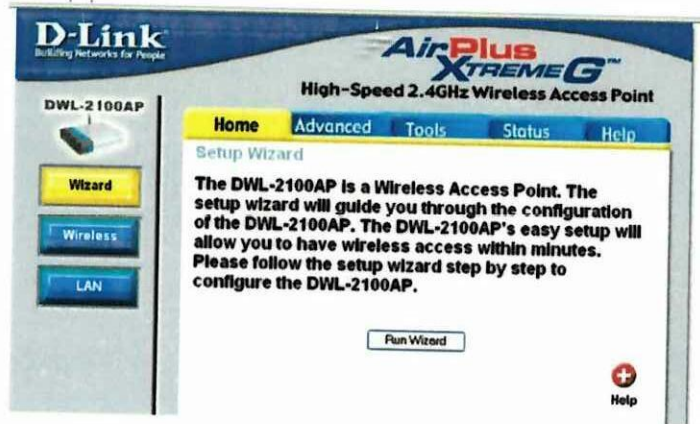 D-Link
Building Networks for People
AirPlus
XTREME G™
High-Speed 2.4GHz Wireless Access Point
DWL-2100AP
Home Advanced Tools Status Help
Setup Wizard
Wizard
Wireless
LAN
The DWL-2100AP is a Wireless Access Point. The
setup wizard will guide you through the configuration
of the DWL-2100AP. The DWL-2100AP's easy setup will
allow you to have wireless access within minutes.
Please follow the setup wizard step by step to
configure the DWL-2100AP.
Run Wizard
Help